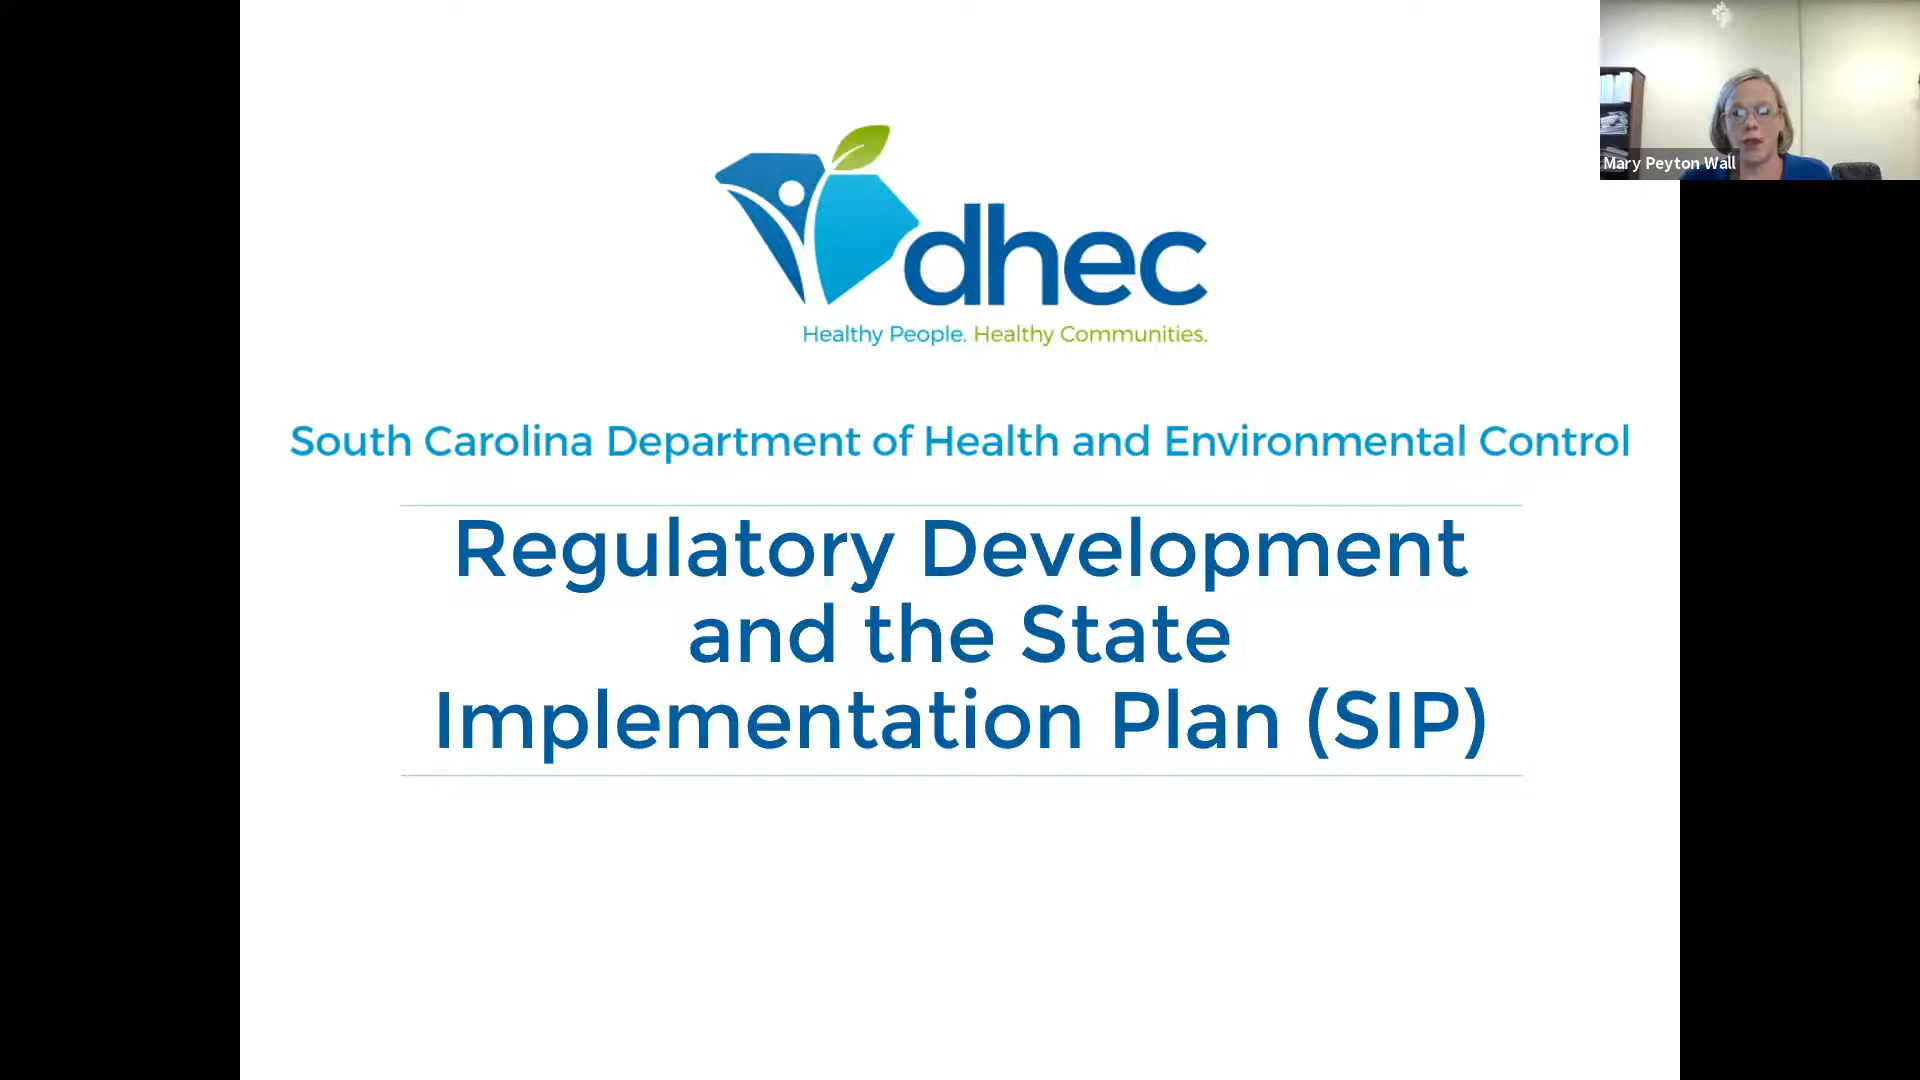 Mary Peyton Wall
dhec
Healthy People. Healthy Communities.
South Carolina Department of Health and Environmental Control
Regulatory Development
and the State
Implementation Plan (SIP)